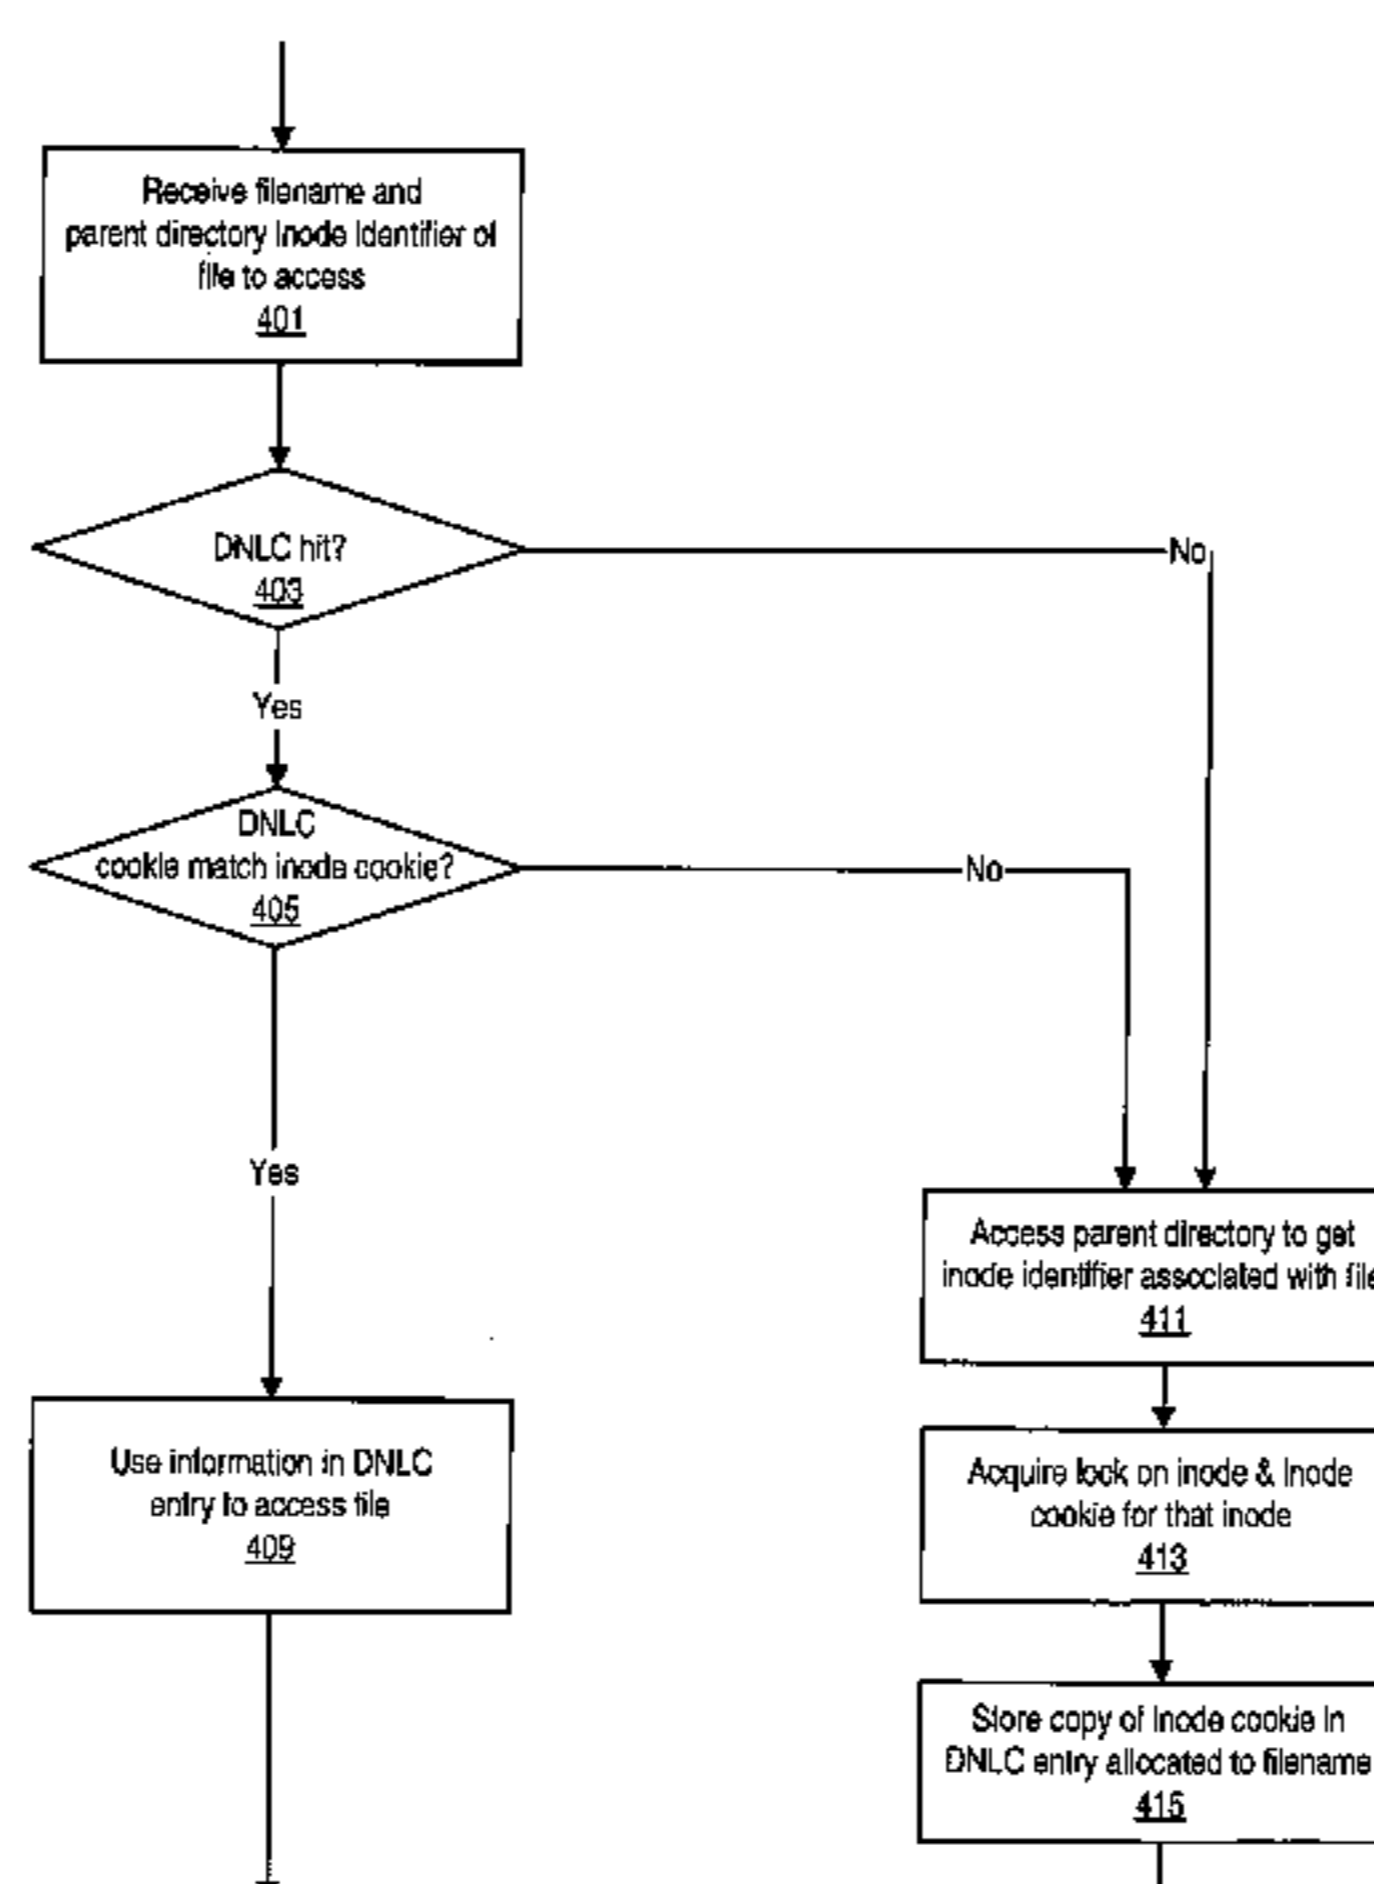 Receive filename and
parent directory inode identifier of
file to access
401
DNLC hit?
403
No
Yes
DNLC
cookie match inode cookie?
405
No
Yes
Access parent directory to get
inode identifier associated with file
411
Use information in DNLC
entry to access file
409
Acquire lock on inode & inode
cookie for that inode
413
Store copy of inode cookie in
DNLC entry allocated to filename
415